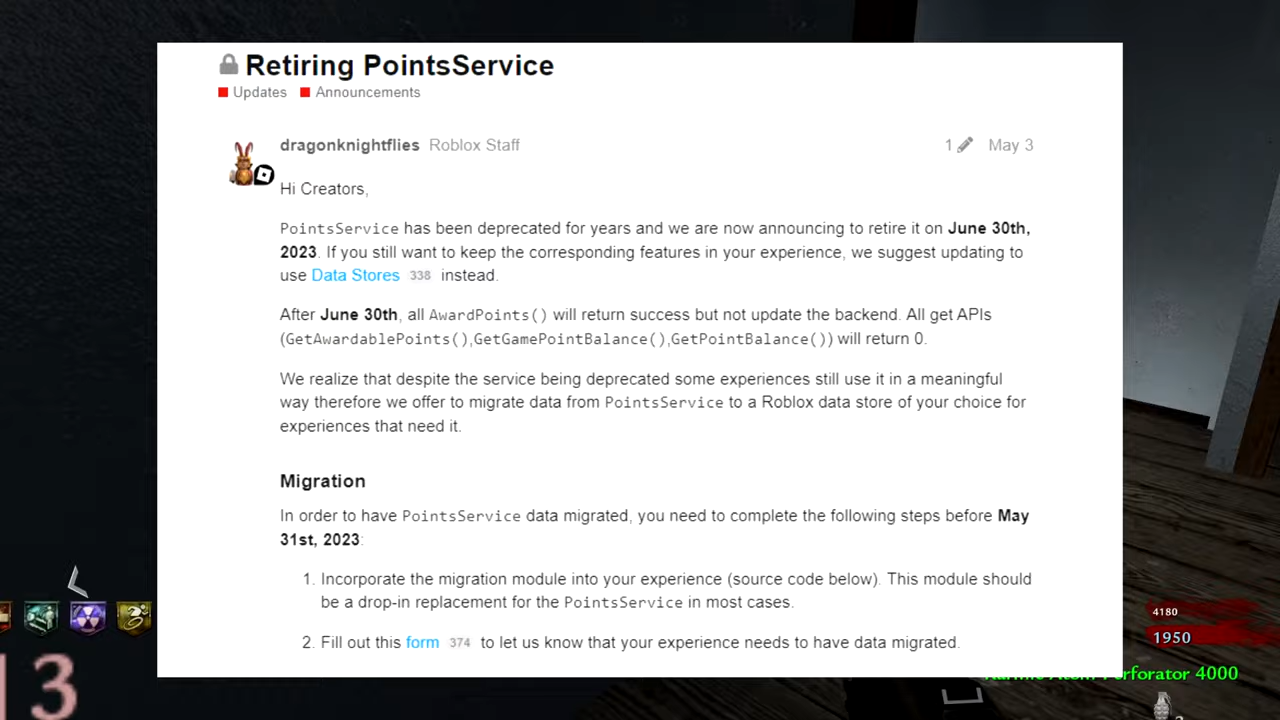 Retiring PointsService
Updates Announcements
dragonknightflies Roblox Staff 1 May 3
Hi Creators,
PointsService has been deprecated for years and we are now announcing to retire it on June 30th,
2023. If you still want to keep the corresponding features in your experience, we suggest updating to
use Data Stores 338 instead.
After June 30th, all AwardPoints() will return success but not update the backend. All get APIs
(GetAwardablePoints(),GetGamePointBalance(),GetPointBalance()) will return 0.
We realize that despite the service being deprecated some experiences still use it in a meaningful
way therefore we offer to migrate data from PointsService to a Roblox data store of your choice for
experiences that need it.
Migration
In order to have PointsService data migrated, you need to complete the following steps before May
31st, 2023:
1. Incorporate the migration module into your experience (source code below). This module should
be a drop-in replacement for the PointsService in most cases.
2. Fill out this form 374 to let us know that your experience needs to have data migrated.
4180
1950
4000
13